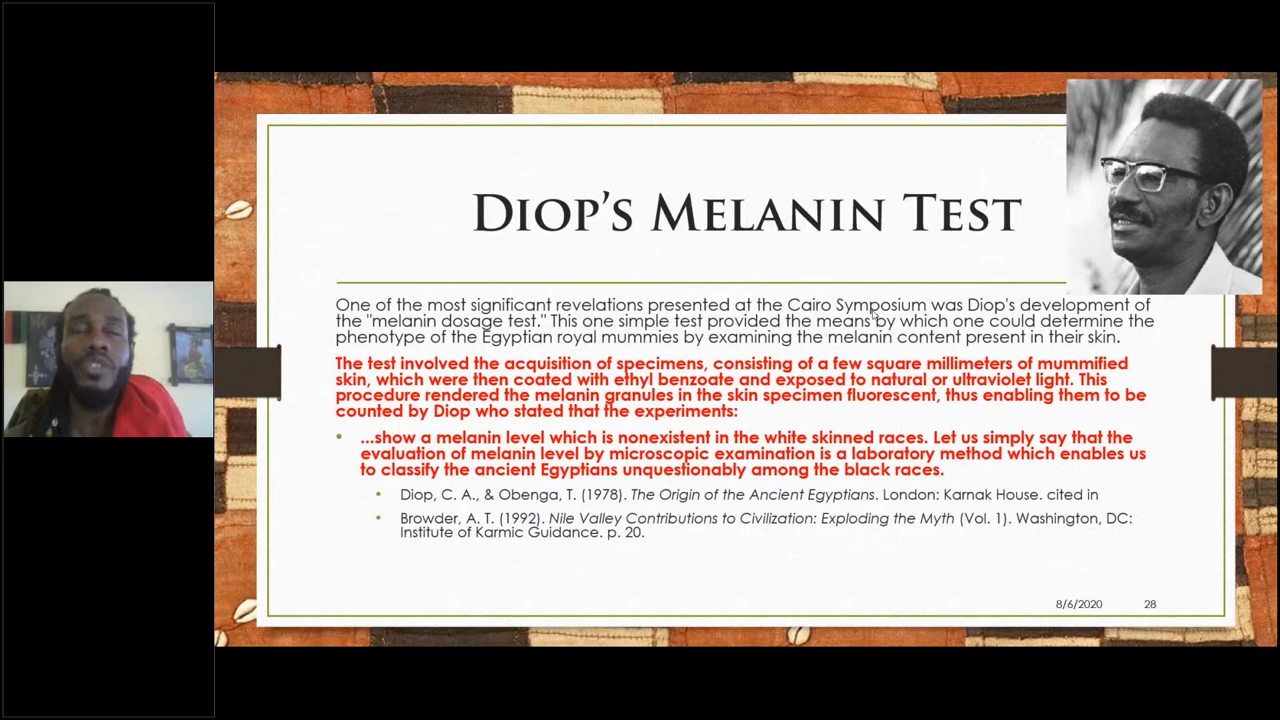 DIOP'S MELANIN TEST
One of the most significant revelations presented at the Cairo Symposium was Diop's development of
the "melanin dosage test." This one simple test provided the means by which one could determine the
phenotype of the Egyptian royal mummies by examining the melanin content present in their skin.
The test involved the acquisition of specimens, consisting of a few square millimeters of mummified
skin, which were then coated with ethyl benzoate and exposed to natural or ultraviolet light. This
procedure rendered the melanin granules in the skin specimen fluorescent, thus enabling them to be
counted by Diop who stated that the experiments:
• ...show a melanin level which is nonexistent in the white skinned races. Let us simply say that the
evaluation of melanin level by microscopic examination is a laboratory method which enables us
to classify the ancient Egyptians unquestionably among the black races.
• Diop, C. A., & Obenga, T. (1978). The Origin of the Ancient Egyptians. London: Karnak House. cited in
• Browder, A. T. (1992). Nile Valley Contributions to Civilization: Exploding the Myth (Vol. 1). Washington, DC:
Institute of Karmic Guidance. p. 20.
8/6/2020 28